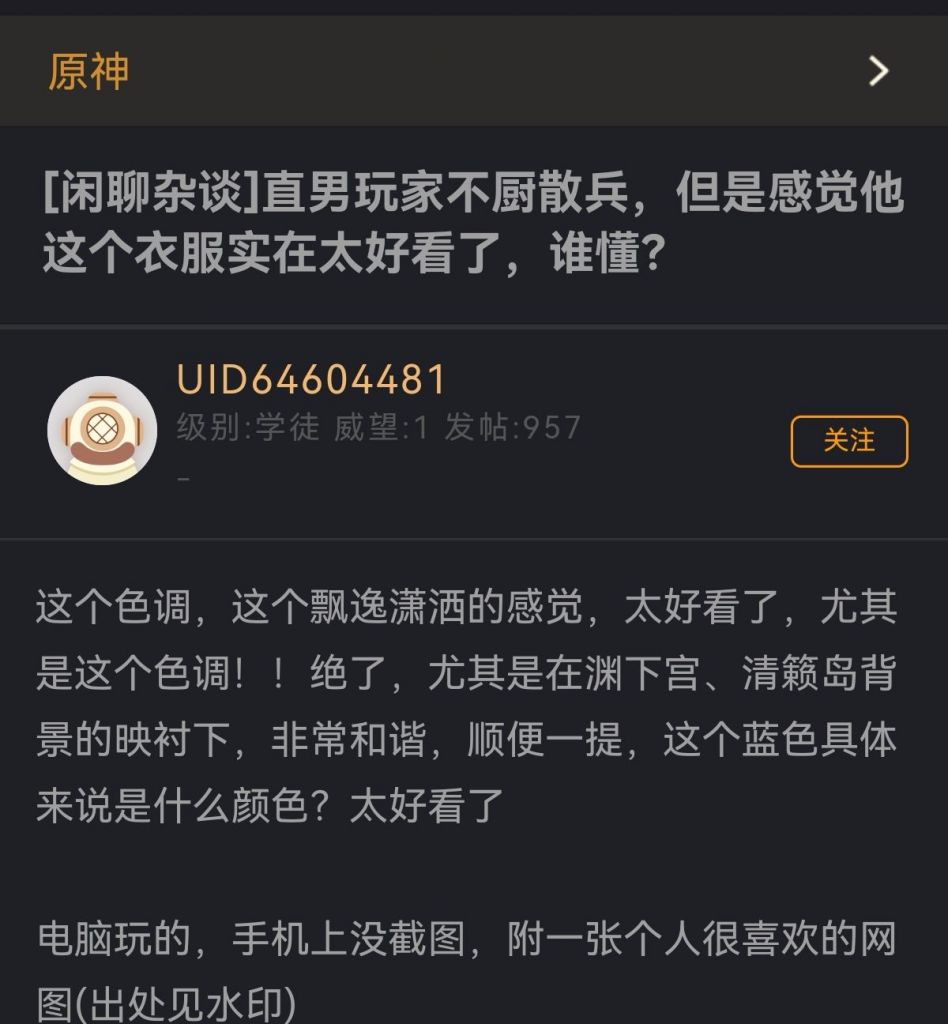 原神
[闲聊杂谈]直男玩家不厨散兵，但是感觉他
这个衣服实在太好看了，谁懂？
UID64604481
级别:学徒 威望:1 发帖:957
-
关注
这个色调，这个飘逸潇洒的感觉，太好看了，尤其
是这个色调！！绝了，尤其是在渊下宫、清籁岛背
景的映衬下，非常和谐，顺便一提，这个蓝色具体
来说是什么颜色？太好看了
电脑玩的，手机上没截图，附一张个人很喜欢的网
图(出处见水印)